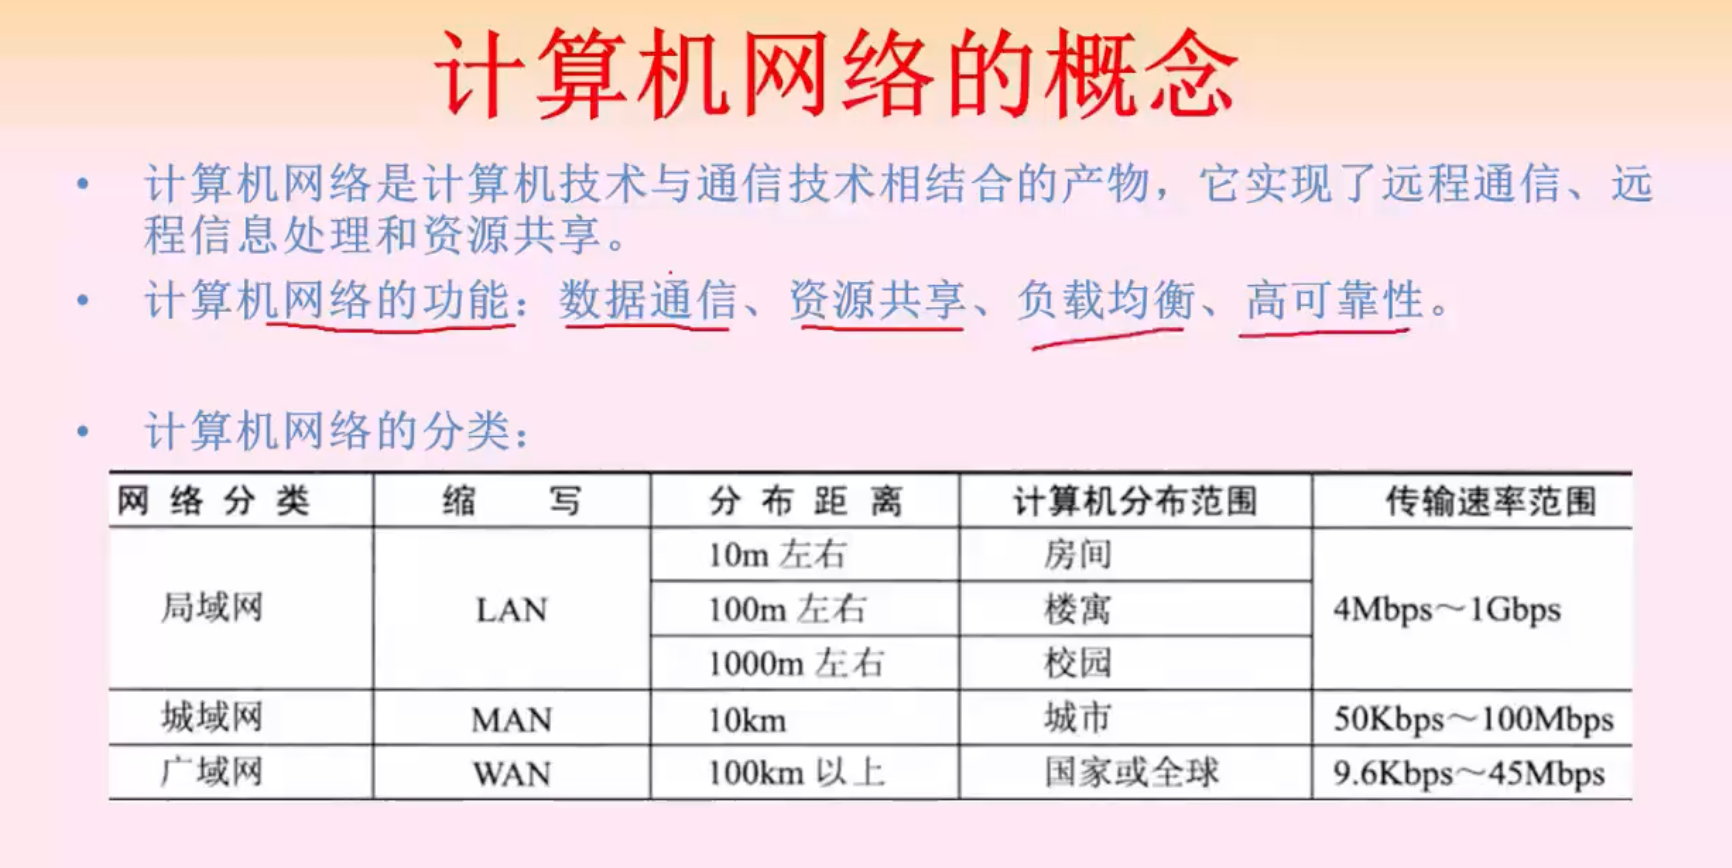 计算机网络的概念
• 计算机网络是计算机技术与通信技术相结合的产物，它实现了远程通信、远
程信息处理和资源共享。
• 计算机网络的功能：数据通信、资源共享、负载均衡、高可靠性。
• 计算机网络的分类：
网络分类 缩写 分布距离 计算机分布范围 传输速率范围
局域网 LAN 10m 左右 房间 4Mbps～1Gbps
100m 左右 楼寓
1000m 左右 校园
城域网 MAN 10km 城市 50Kbps～100Mbps
广域网 WAN 100km 以上 国家或全球 9.6Kbps～45Mbps